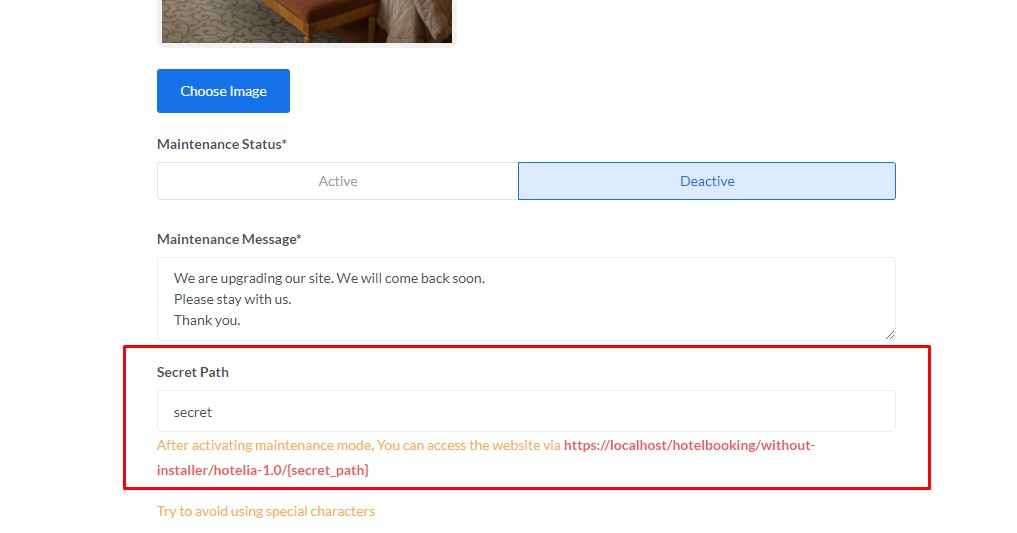 Choose Image
Maintenance Status*
Active
Deactive
Maintenance Message*
We are upgrading our site. We will come back soon.
Please stay with us.
Thank you.
Secret Path
secret
After activating maintenance mode, You can access the website via https://localhost/hotelbooking/without-
installer/hotelia-1.0/{secret_path}
Try to avoid using special characters